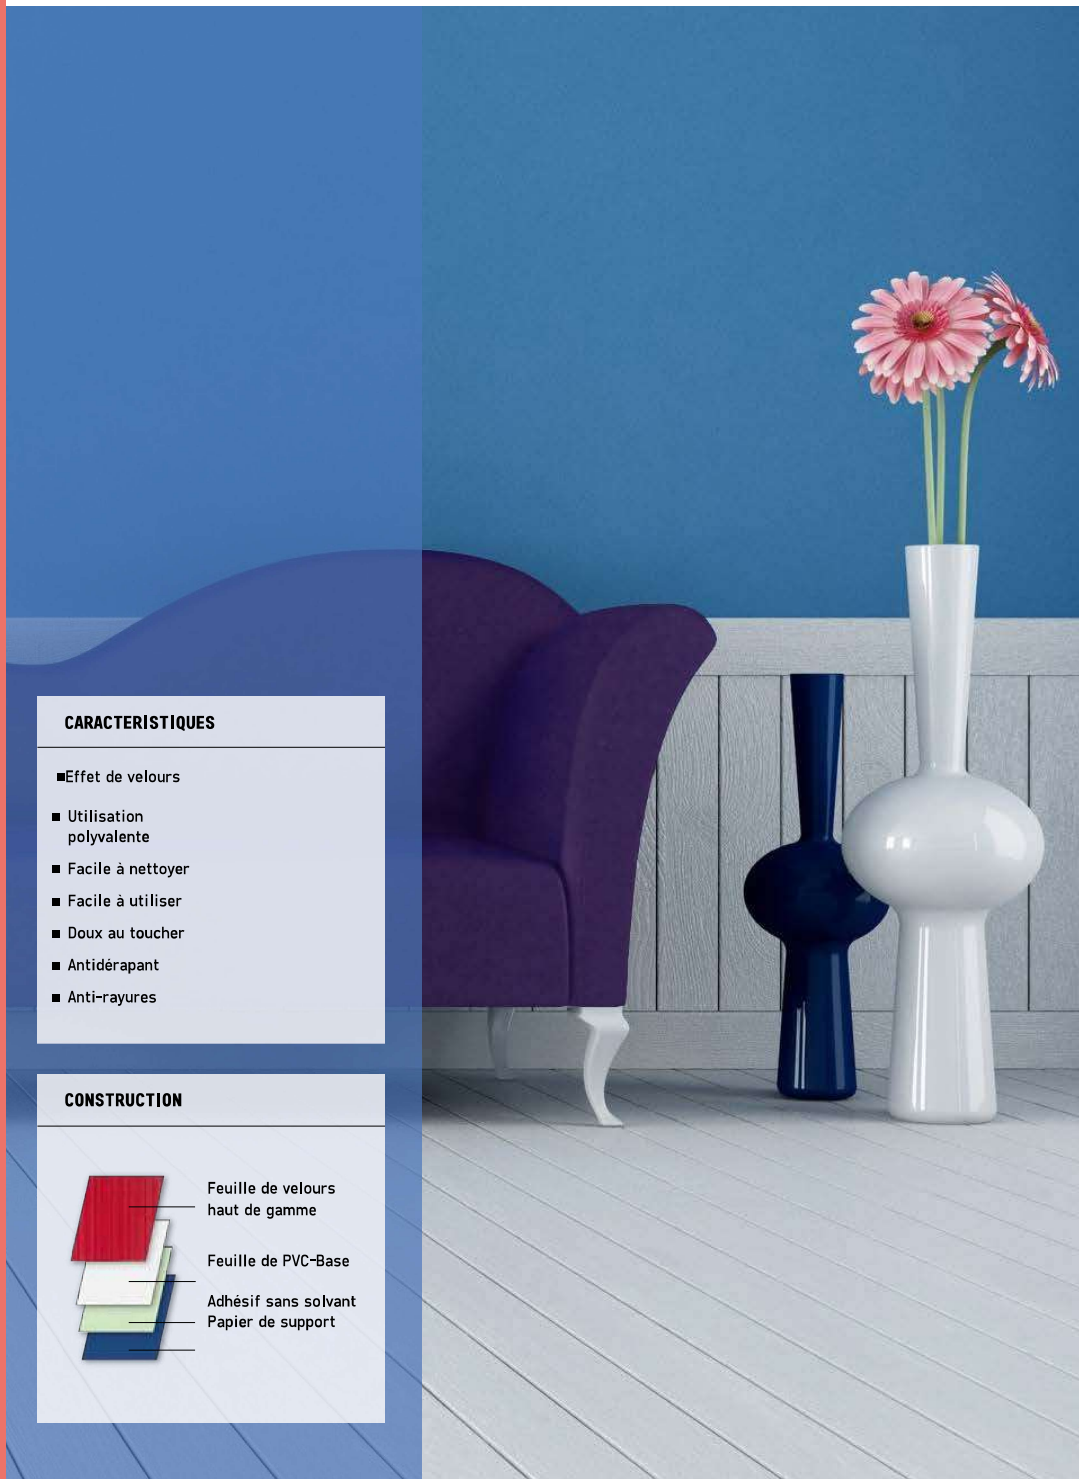 CARACTERISTIQUES
■Effet de velours
■ Utilisation
polyvalente
■ Facile à nettoyer
■ Facile à utiliser
■ Doux au toucher
■ Antidérapant
■ Anti-rayures
CONSTRUCTION
Feuille de velours
haut de gamme
Feuille de PVC-Base
Adhésif sans solvant
Papier de support